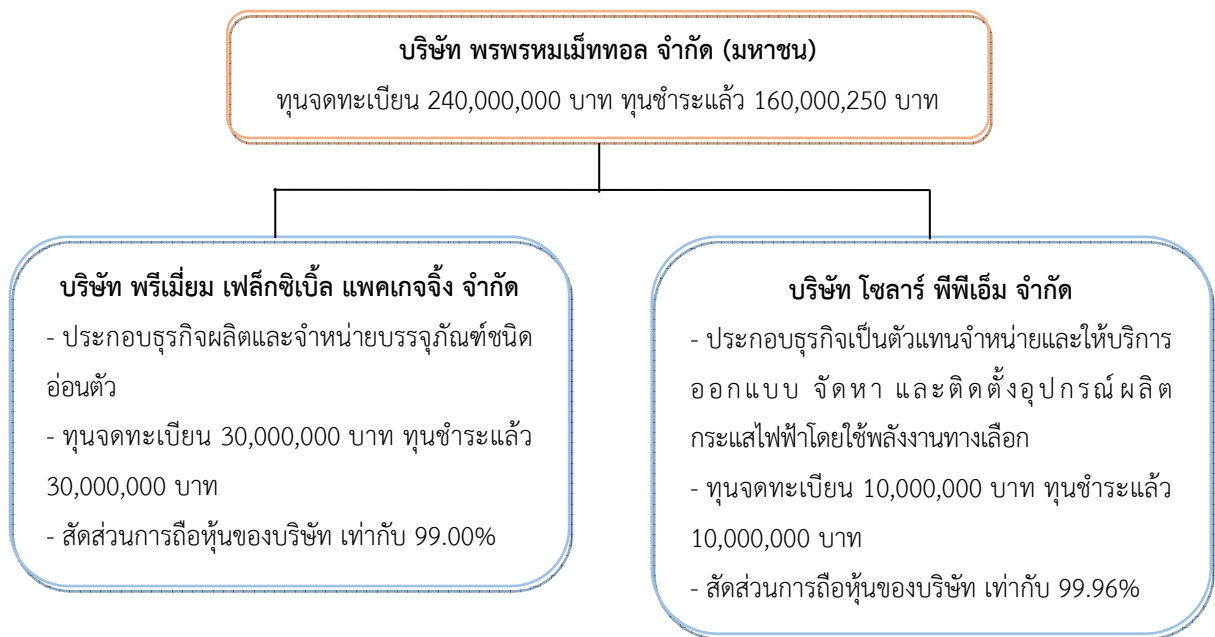 บริษัท พรพรหมเม็ททอล จำกัด (มหาชน)
ทุนจดทะเบียน 240,000,000 บาท ทุนชำระแล้ว 160,000,250 บาท
บริษัท พรีเมี่ยม เฟล็กซิเบิ้ล แพคเกจจิ้ง จำกัด
- ประกอบธุรกิจผลิตและจำหน่ายบรรจุภัณฑ์ชนิด
อ่อนตัว
- ทุนจดทะเบียน 30,000,000 บาท ทุนชำระแล้ว
30,000,000 บาท
- สัดส่วนการถือหุ้นของบริษัท เท่ากับ 99.00%
บริษัท โซลาร์ พีพีเอ็ม จำกัด
- ประกอบธุรกิจเป็นตัวแทนจำหน่ายและให้บริการ
ออกแบบ จัดหา และติดตั้งอุปกรณ์ผลิต
กระแสไฟฟ้าโดยใช้พลังงานทางเลือก
- ทุนจดทะเบียน 10,000,000 บาท ทุนชำระแล้ว
10,000,000 บาท
- สัดส่วนการถือหุ้นของบริษัท เท่ากับ 99.96%